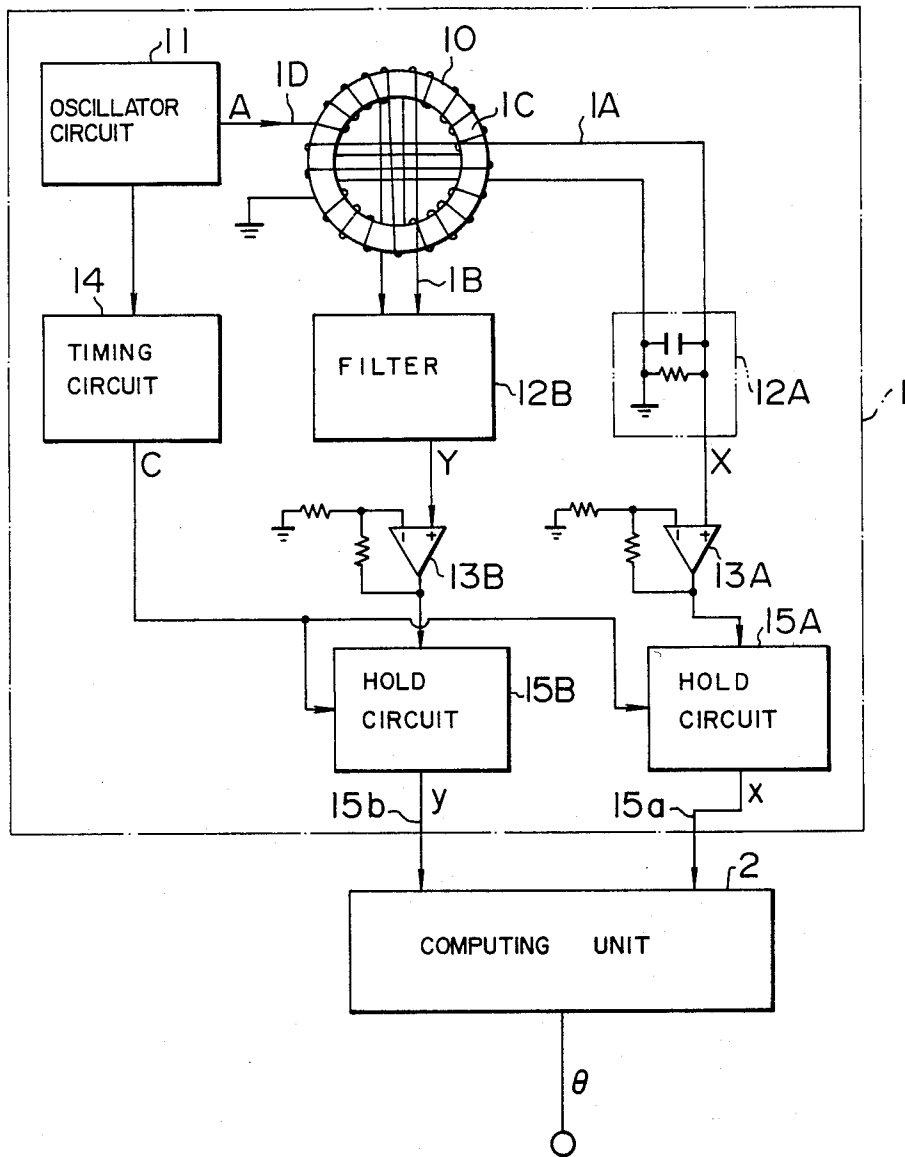 11
10
1D
A
1C
1A
OSCILLATOR
CIRCUIT
14
1B
TIMING
CIRCUIT
FILTER
12B
12A
1
C
Y
X
- +
13B
- +
13A
15A
HOLD
CIRCUIT
15B
HOLD
CIRCUIT
15b
y
15a
x
2
COMPUTING UNIT
θ